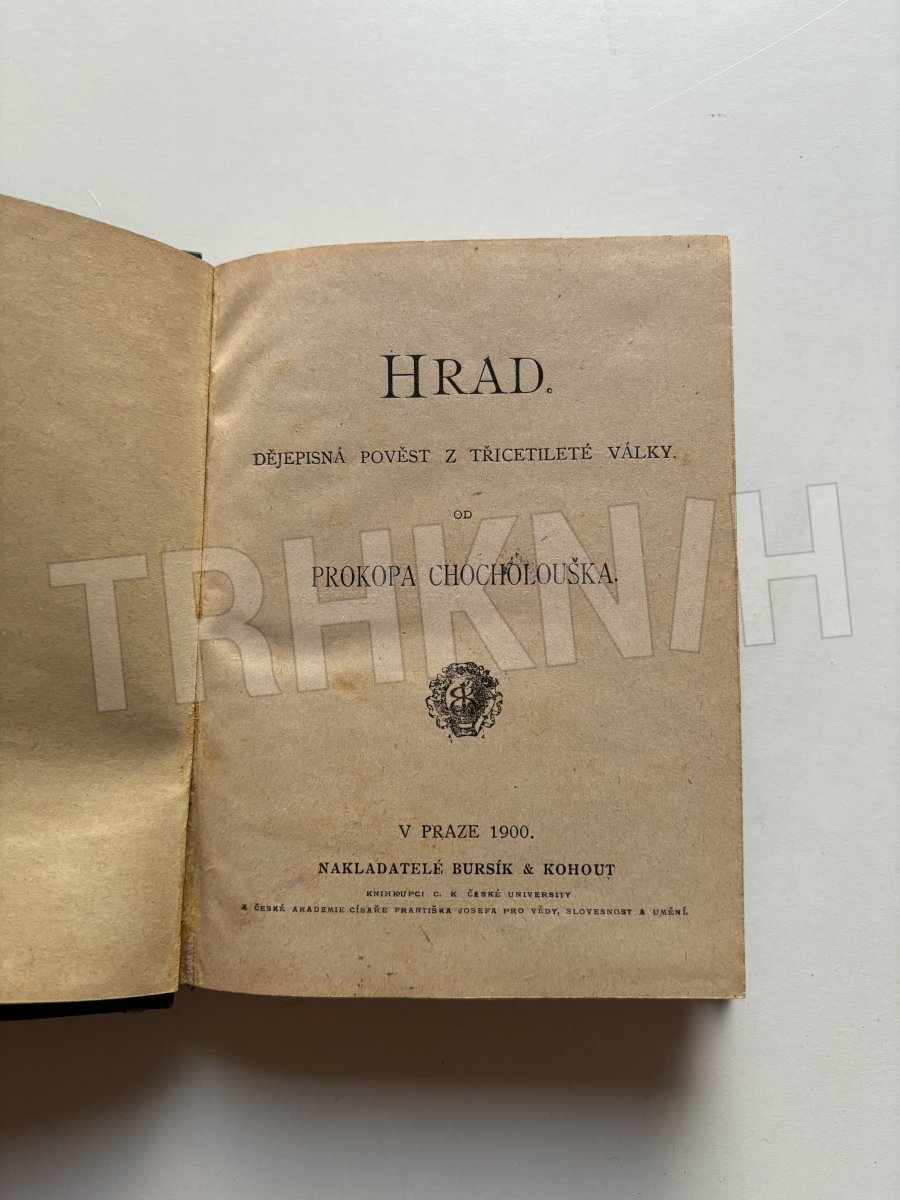 HRAD.
DĚJEPISNÁ POVĚST Z TŘICETILETÉ VÁLKY.
OD
PROKOPA CHOCHOLOUŠKA.
TRHKNIH
V PRAZE 1900.
NAKLADATELÉ BURSÍK & KOHOUT
KNIHKUPCI C. K. ČESKÉ UNIVERSITY
A ČESKÉ AKADEMIE CÍSAŘE FRANTIŠKA JOSEFA PRO VĚDY, SLOVESNOST A UMĚNÍ.